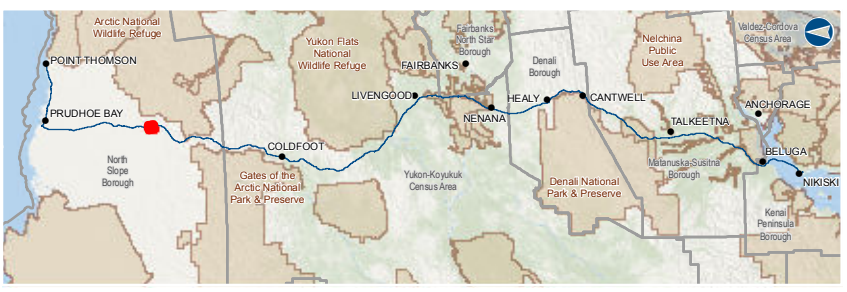 Arctic National
Wildlife Refuge
POINT THOMSON
PRUDHOE BAY
North
Slope
Borough
Yukon Flats
National
Wildlife Refuge
COLDFOOT
Gates of the
Arctic National
Park & Preserve
Fairbanks
North Star
Borough
FAIRBANKS
LIVENGOOD
NENANA
Yukon-Koyukuk
Census Area
Denali
Borough
HEALY
CANTWELL
Denali National
Park & Preserve
Nelchina
Public
Use Area
Valdez-Cordova
Census Area
ANCHORAGE
TALKEETNA
Matanuska-Susitna
Borough
BELUGA
NIKISKI
Kenai
Peninsula
Borough